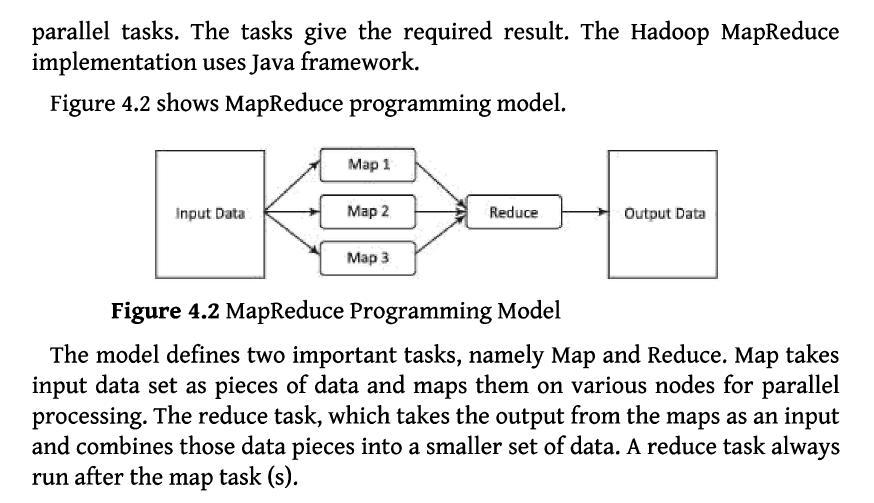 parallel tasks. The tasks give the required result. The Hadoop MapReduce
implementation uses Java framework.
Figure 4.2 shows MapReduce programming model.
Map 1
Input Data
Map 2
Reduce
Output Data
Map 3
Figure 4.2 MapReduce Programming Model
The model defines two important tasks, namely Map and Reduce. Map takes
input data set as pieces of data and maps them on various nodes for parallel
processing. The reduce task, which takes the output from the maps as an input
and combines those data pieces into a smaller set of data. A reduce task always
run after the map task (s).